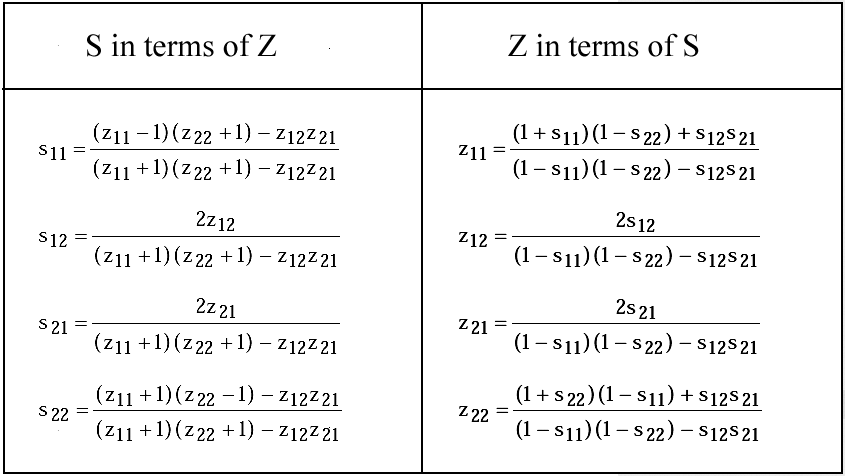 S in terms of Z
Z in terms of S
s11 = (z11 − 1)(z22 + 1) − z12z21 / (z11 + 1)(z22 + 1) − z12z21
z11 = (1 + s11)(1 − s22) + s12s21 / (1 − s11)(1 − s22) − s12s21
s12 = 2z12 / (z11 + 1)(z22 + 1) − z12z21
z12 = 2s12 / (1 − s11)(1 − s22) − s12s21
s21 = 2z21 / (z11 + 1)(z22 + 1) − z12z21
z21 = 2s21 / (1 − s11)(1 − s22) − s12s21
s22 = (z11 + 1)(z22 − 1) − z12z21 / (z11 + 1)(z22 + 1) − z12z21
z22 = (1 + s22)(1 − s11) + s12s21 / (1 − s11)(1 − s22) − s12s21